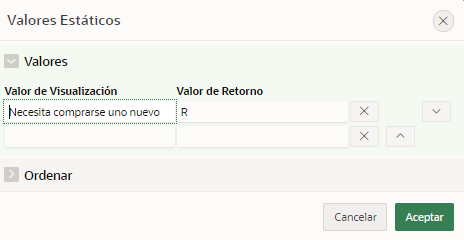 Valores Estáticos
Valores
Valor de Visualización Valor de Retorno
Necesita comprarse uno nuevo R
Ordenar
Cancelar Aceptar